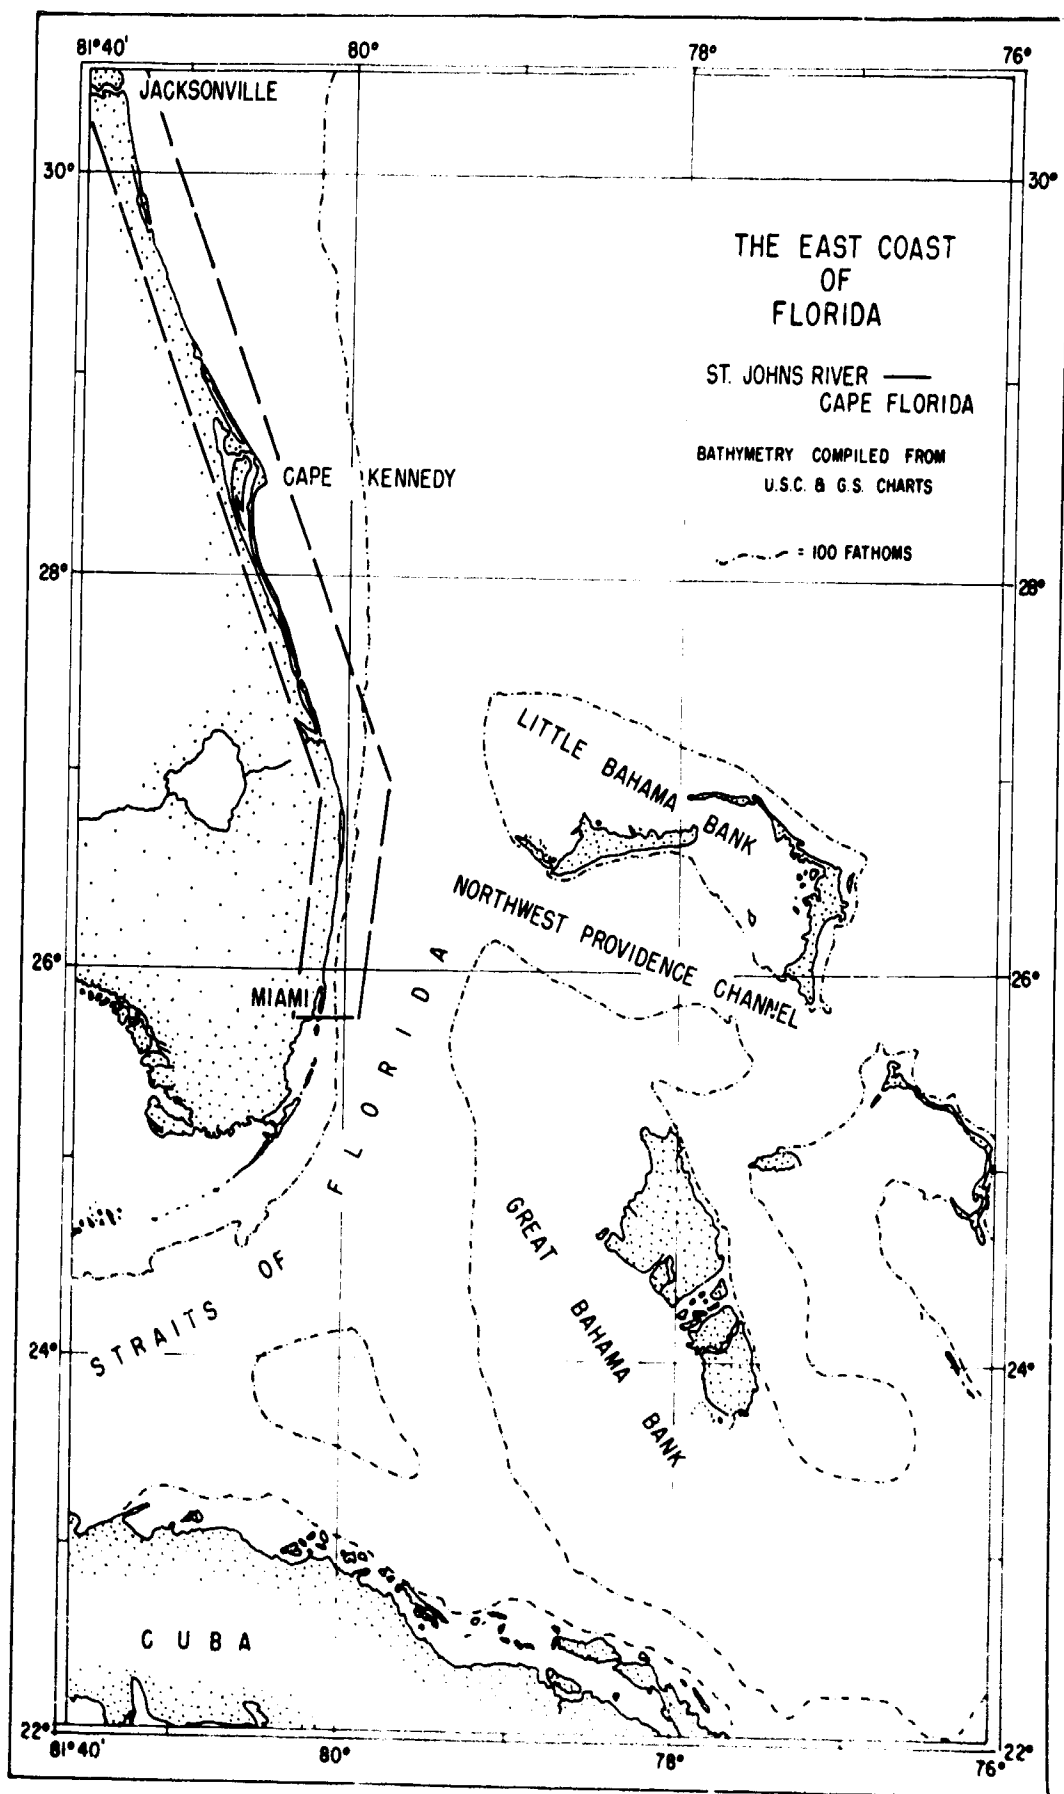 81°40' 80° 78° 76°
JACKSONVILLE
30° 30°
THE EAST COAST
OF
FLORIDA
ST. JOHNS RIVER —
CAPE FLORIDA
BATHYMETRY COMPILED FROM
U.S.C. & G.S. CHARTS
= 100 FATHOMS
CAPE KENNEDY
28° 28°
LITTLE BAHAMA BANK
NORTHWEST PROVIDENCE CHANNEL
26° 26°
MIAMI
STRAITS OF FLORIDA
GREAT BAHAMA BANK
24° 24°
CUBA
22° 22°
81°40' 80° 78° 76°